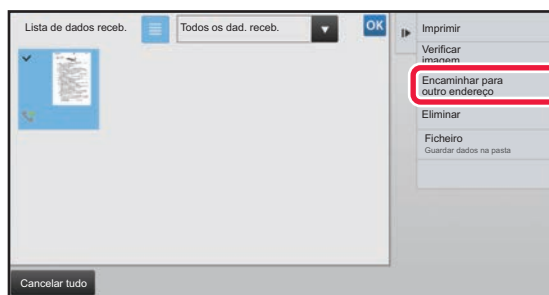 Lista de dados receb.
Todos os dad. receb.
OK
Imprimir
Verificar
imagem
Encaminhar para
outro endereço
Eliminar
Ficheiro
Guardar dados na pasta
Cancelar tudo